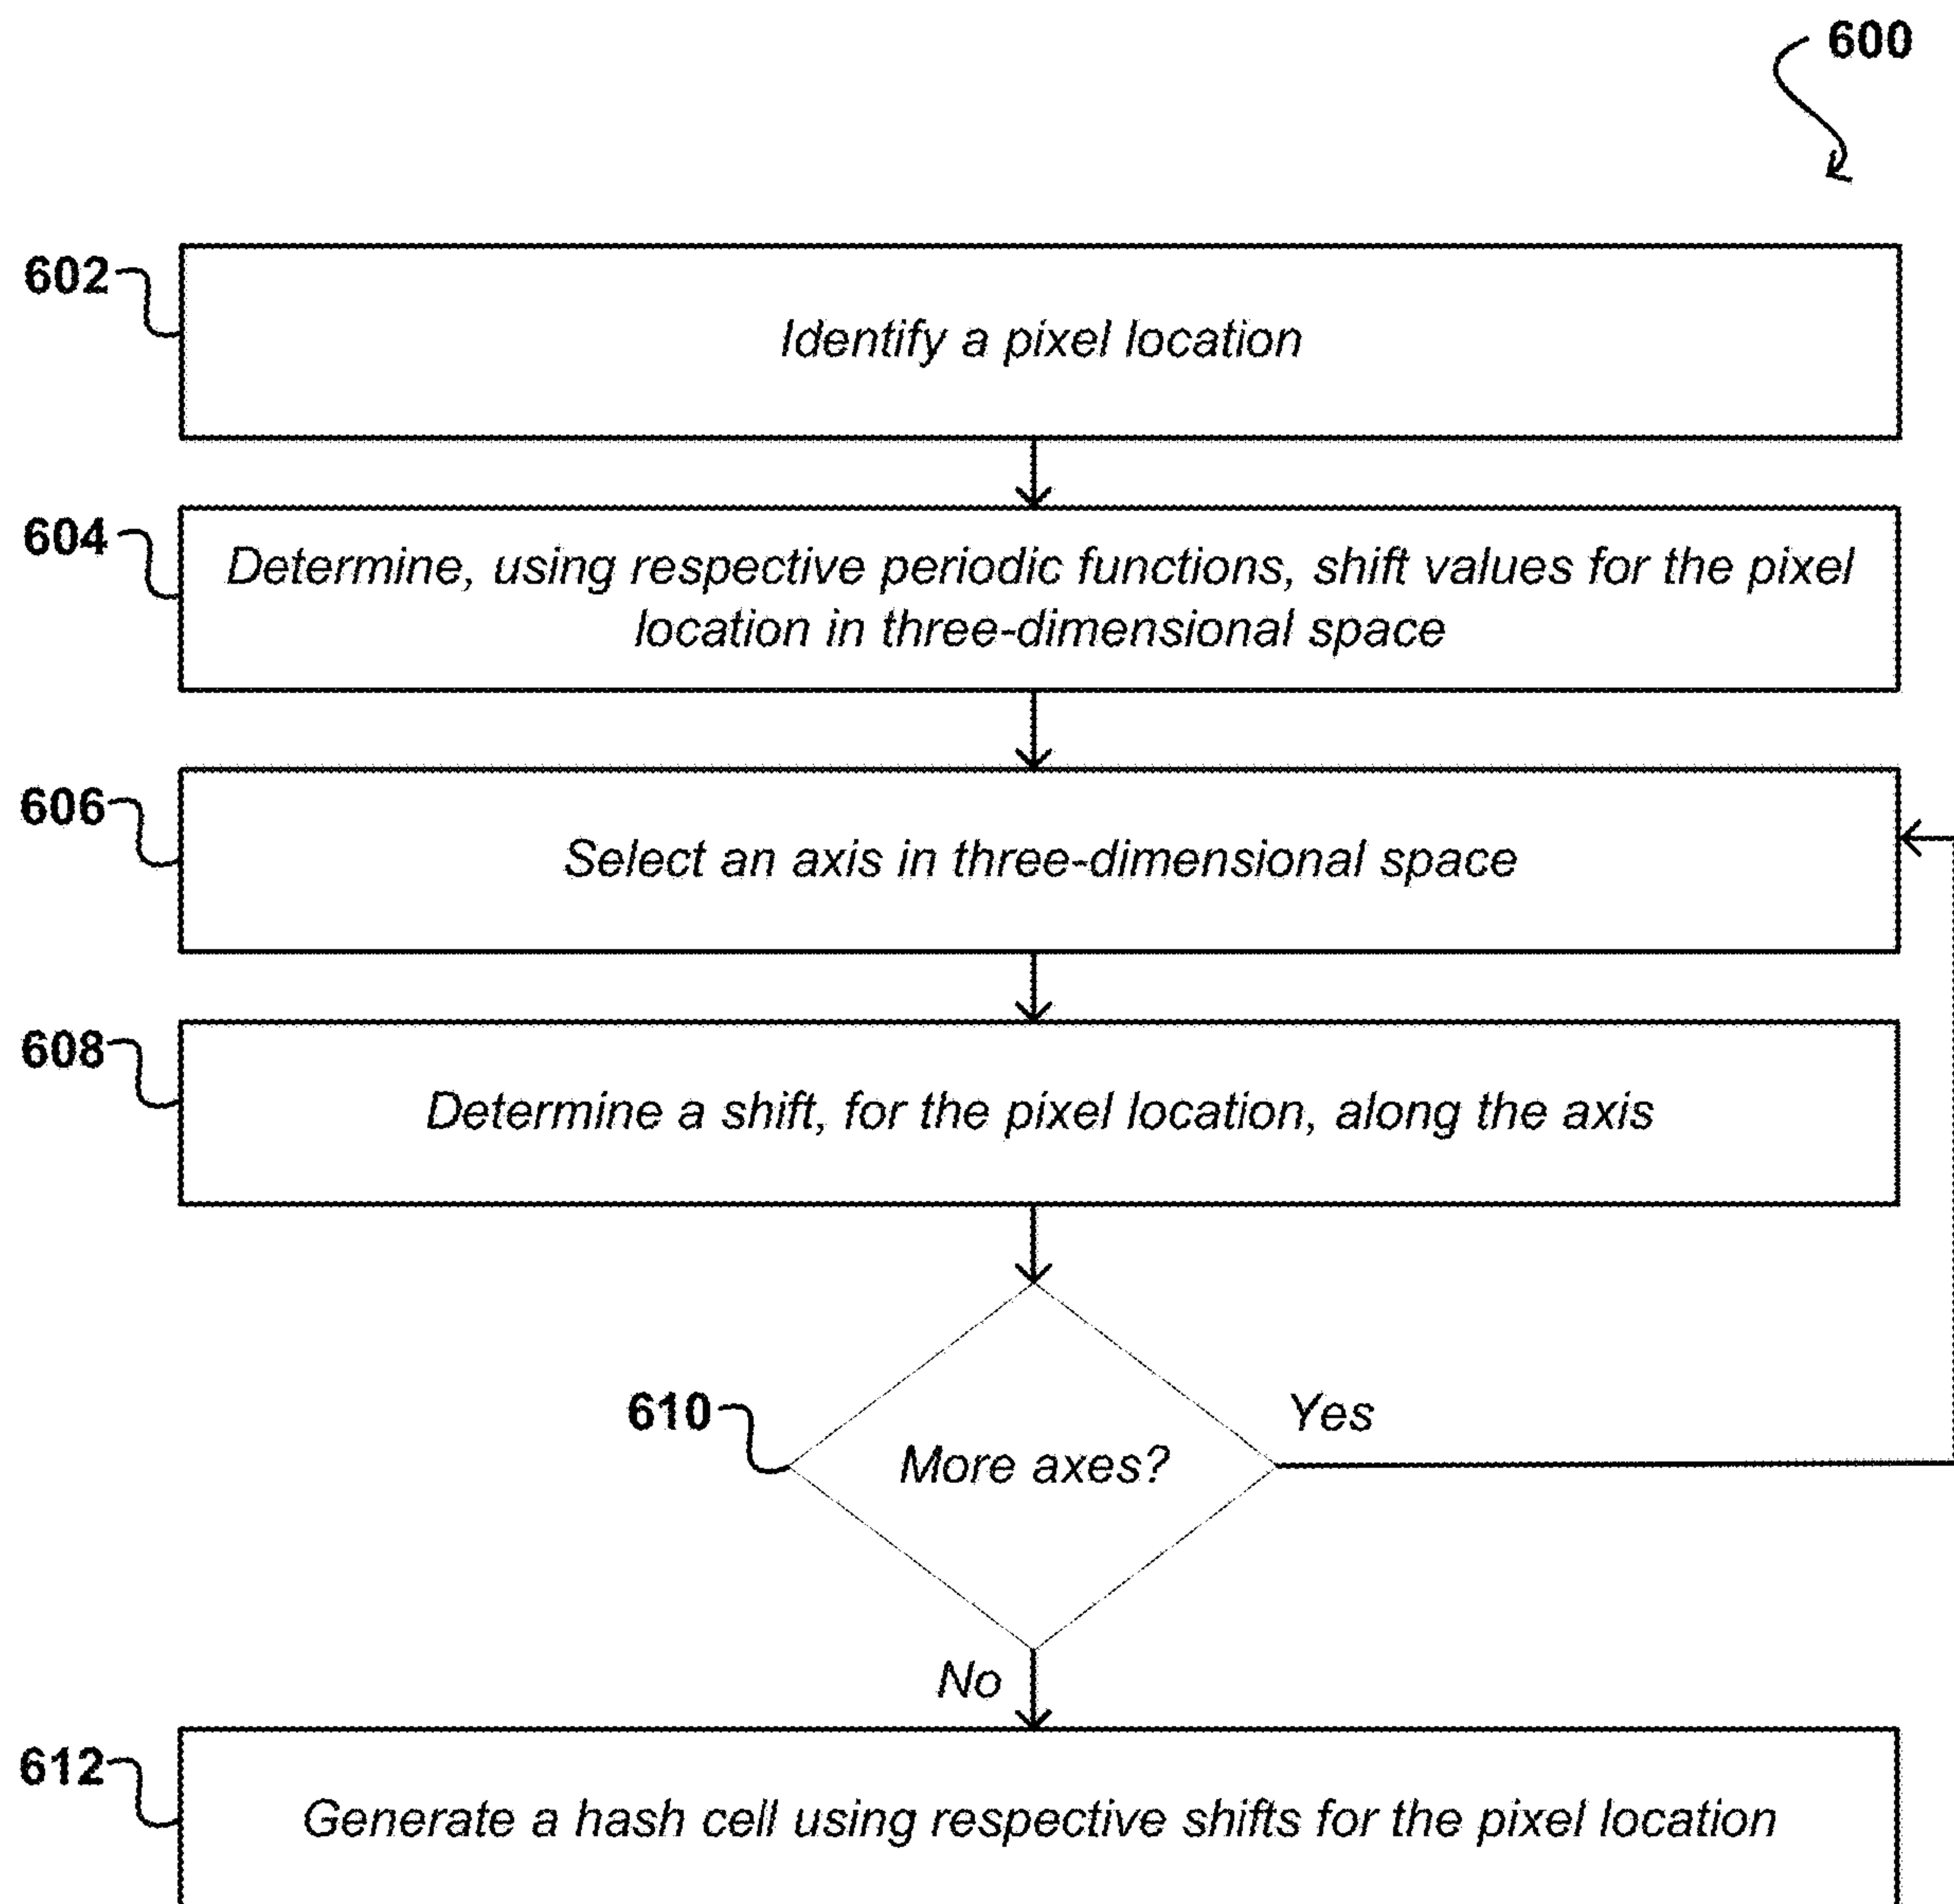 600
602
Identify a pixel location
604
Determine, using respective periodic functions, shift values for the pixel
location in three-dimensional space
606
Select an axis in three-dimensional space
608
Determine a shift, for the pixel location, along the axis
610
More axes?
Yes
No
612
Generate a hash cell using respective shifts for the pixel location